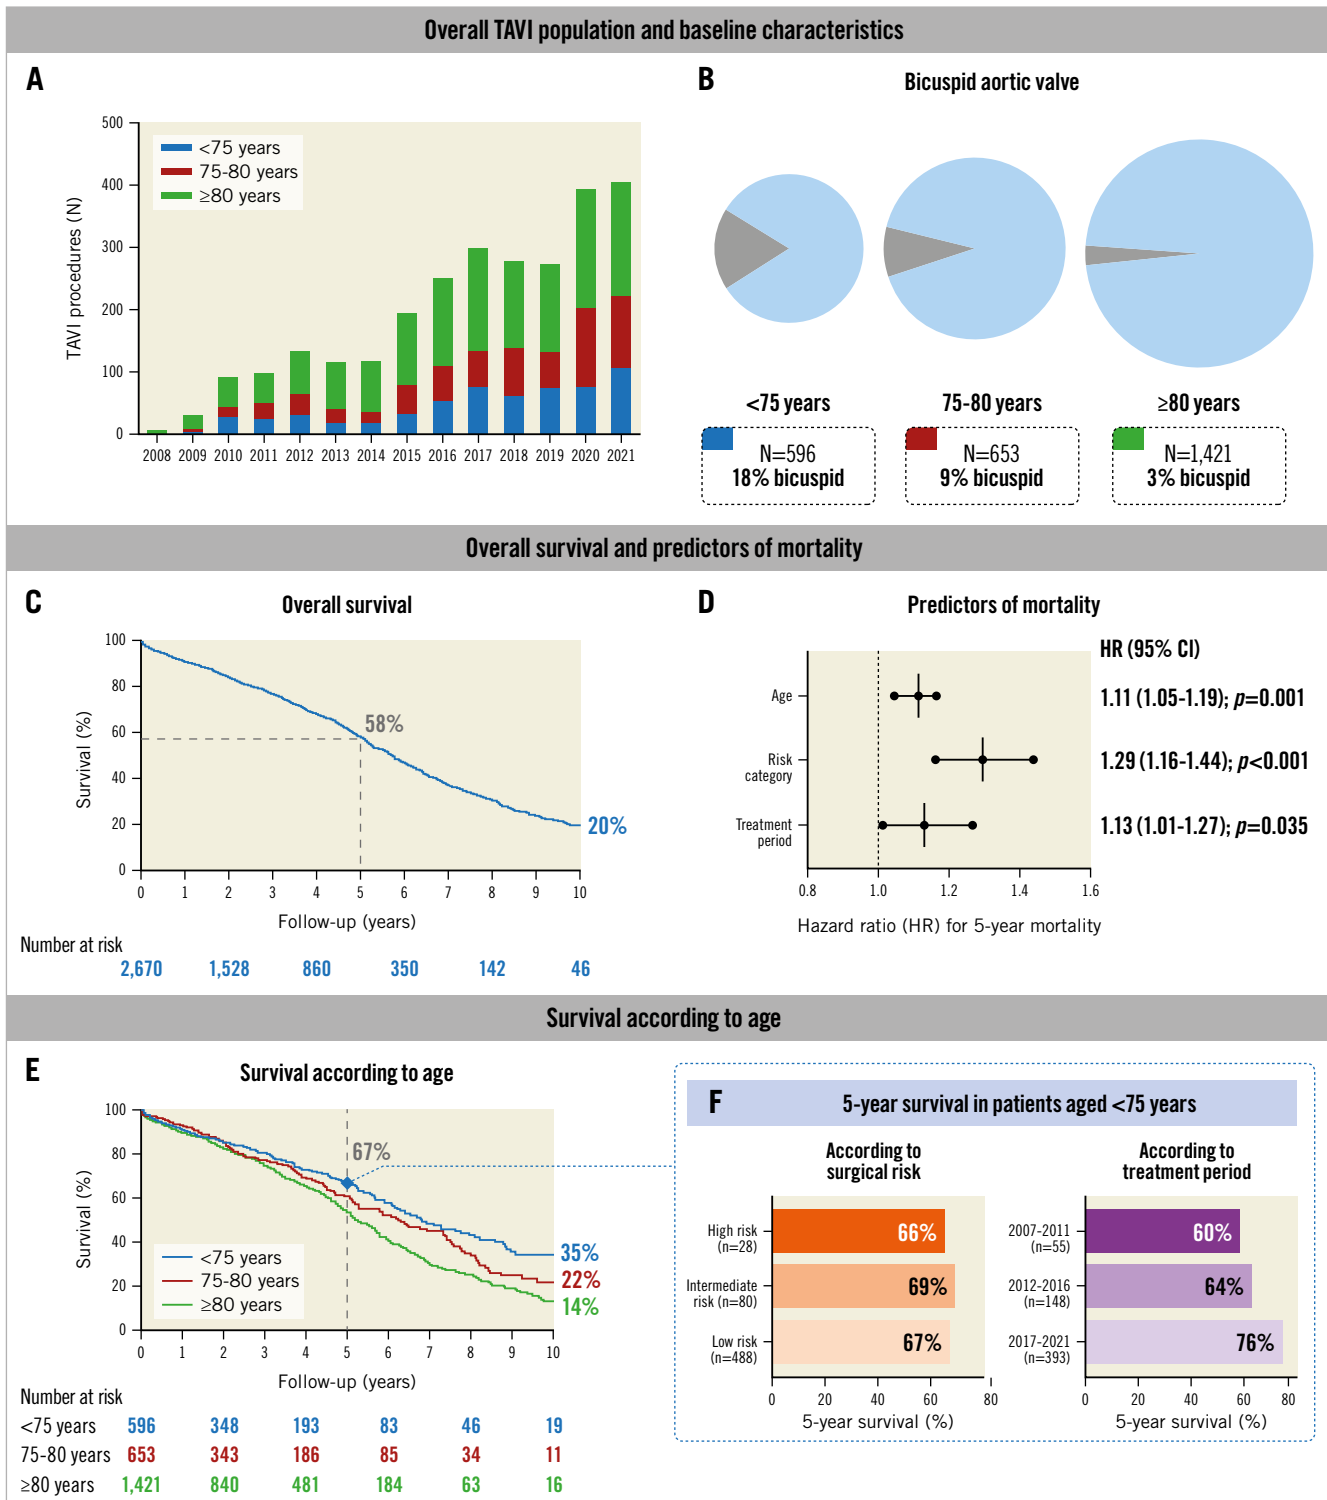 Overall TAVI population and baseline characteristics
A
500
400
300
200
100
0
TAVI procedures (N)
<75 years
75-80 years
≥80 years
2008 2009 2010 2011 2012 2013 2014 2015 2016 2017 2018 2019 2020 2021
B
Bicuspid aortic valve
<75 years
N=596
18% bicuspid
75-80 years
N=653
9% bicuspid
≥80 years
N=1,421
3% bicuspid
Overall survival and predictors of mortality
C
Overall survival
100
80
60
40
20
0
Survival (%)
58%
20%
0 1 2 3 4 5 6 7 8 9 10
Follow-up (years)
Number at risk
2,670 1,528 860 350 142 46
D
Predictors of mortality
HR (95% CI)
Age
1.11 (1.05-1.19); p=0.001
Risk
category
1.29 (1.16-1.44); p<0.001
Treatment
period
1.13 (1.01-1.27); p=0.035
0.8 1.0 1.2 1.4 1.6
Hazard ratio (HR) for 5-year mortality
Survival according to age
E
Survival according to age
100
80
60
40
20
0
Survival (%)
67%
<75 years
75-80 years
≥80 years
35%
22%
14%
0 1 2 3 4 5 6 7 8 9 10
Follow-up (years)
Number at risk
<75 years 596 348 193 83 46 19
75-80 years 653 343 186 85 34 11
≥80 years 1,421 840 481 184 63 16
F
5-year survival in patients aged <75 years
According to
surgical risk
High risk
(n=28)
66%
Intermediate
risk (n=80)
69%
Low risk
(n=488)
67%
0 20 40 60 80
5-year survival (%)
According to
treatment period
2007-2011
(n=55)
60%
2012-2016
(n=148)
64%
2017-2021
(n=393)
76%
0 20 40 60 80
5-year survival (%)